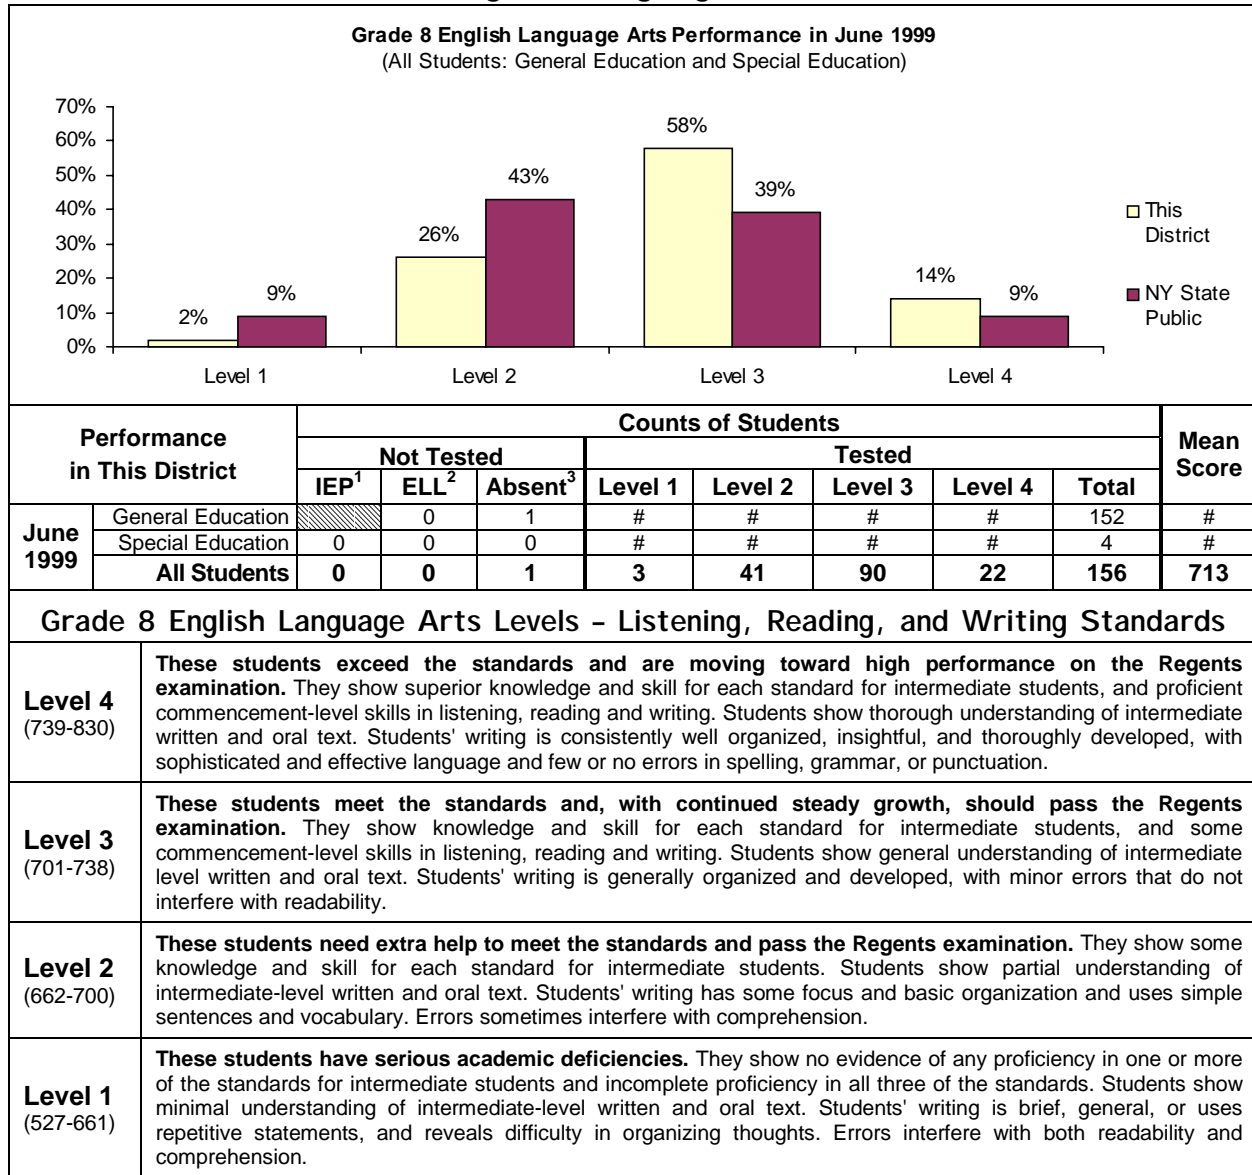 Grade 8 English Language Arts Performance in June 1999
(All Students: General Education and Special Education)
70%
60%
50%
40%
30%
20%
10%
0%
2%
9%
26%
43%
58%
39%
14%
9%
Level 1
Level 2
Level 3
Level 4
This
District
NY State
Public
Performance
in This District
Counts of Students
Mean
Score
Not Tested
Tested
IEP1 ELL2 Absent3 Level 1 Level 2 Level 3 Level 4 Total
June
1999
General Education 0 1 # # # # 152 #
Special Education 0 0 0 # # # # 4 #
All Students 0 0 1 3 41 90 22 156 713
Grade 8 English Language Arts Levels – Listening, Reading, and Writing Standards
Level 4
(739-830)
These students exceed the standards and are moving toward high performance on the Regents
examination. They show superior knowledge and skill for each standard for intermediate students, and proficient
commencement-level skills in listening, reading and writing. Students show thorough understanding of intermediate
written and oral text. Students' writing is consistently well organized, insightful, and thoroughly developed, with
sophisticated and effective language and few or no errors in spelling, grammar, or punctuation.
Level 3
(701-738)
These students meet the standards and, with continued steady growth, should pass the Regents
examination. They show knowledge and skill for each standard for intermediate students, and some
commencement-level skills in listening, reading and writing. Students show general understanding of intermediate
level written and oral text. Students' writing is generally organized and developed, with minor errors that do not
interfere with readability.
Level 2
(662-700)
These students need extra help to meet the standards and pass the Regents examination. They show some
knowledge and skill for each standard for intermediate students. Students show partial understanding of
intermediate-level written and oral text. Students' writing has some focus and basic organization and uses simple
sentences and vocabulary. Errors sometimes interfere with comprehension.
Level 1
(527-661)
These students have serious academic deficiencies. They show no evidence of any proficiency in one or more
of the standards for intermediate students and incomplete proficiency in all three of the standards. Students show
minimal understanding of intermediate-level written and oral text. Students' writing is brief, general, or uses
repetitive statements, and reveals difficulty in organizing thoughts. Errors interfere with both readability and
comprehension.